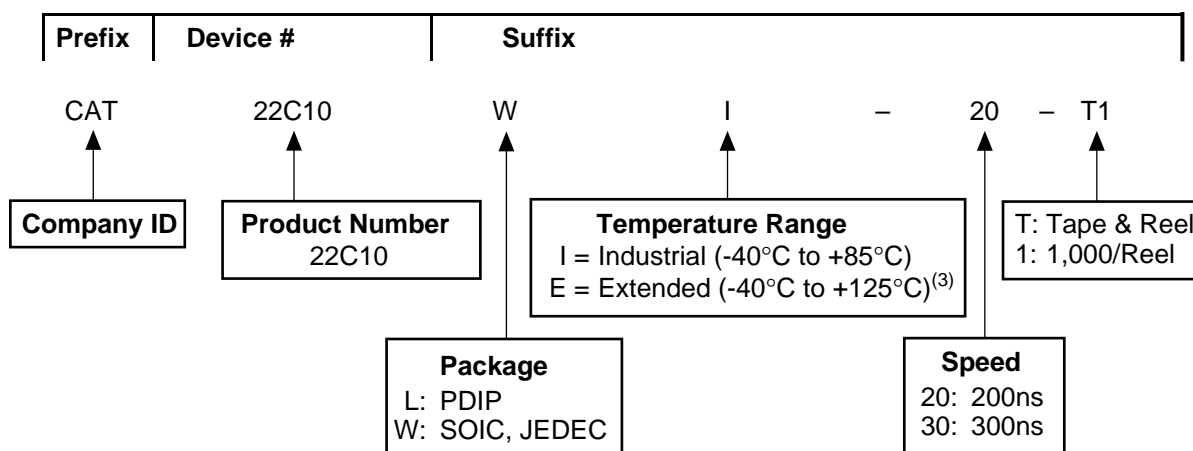 Prefix Device # Suffix
CAT 22C10 W I – 20 – T1
Company ID
Product Number
22C10
Temperature Range
I = Industrial (-40°C to +85°C)
E = Extended (-40°C to +125°C)(3)
T: Tape & Reel
1: 1,000/Reel
Package
L: PDIP
W: SOIC, JEDEC
Speed
20: 200ns
30: 300ns